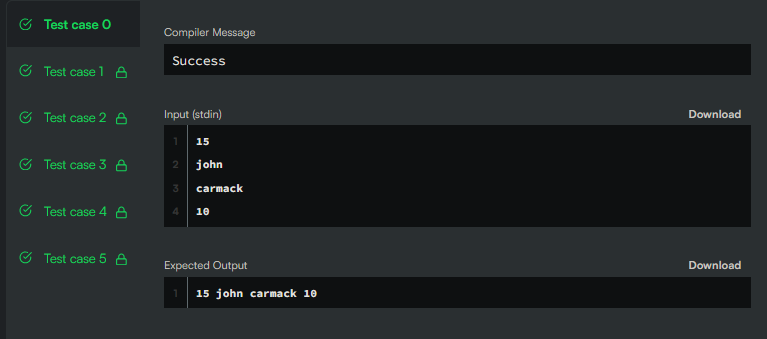 Test case 0
Test case 1
Test case 2
Test case 3
Test case 4
Test case 5
Compiler Message
Success
Input (stdin) Download
1 15
2 john
3 carmack
4 10
Expected Output Download
1 15 john carmack 10